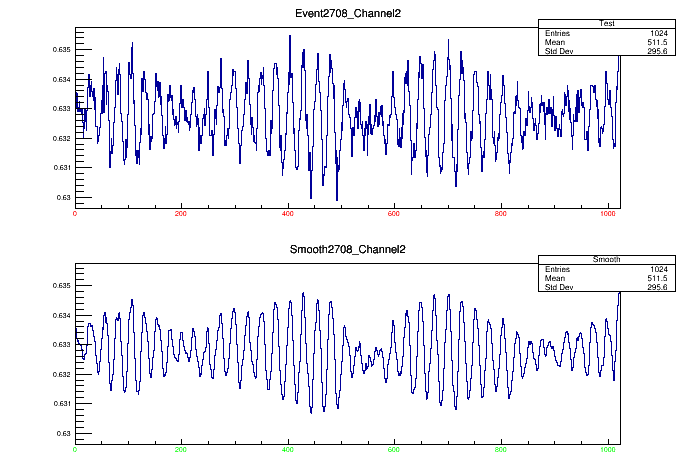 Event2708_Channel2
Test
Entries 1024
Mean 511.5
Std Dev 295.6
0.635
0.634
0.633
0.632
0.631
0.63
0 200 400 600 800 1000
Smooth2708_Channel2
Smooth
Entries 1024
Mean 511.5
Std Dev 295.6
0.635
0.634
0.633
0.632
0.631
0.63
0 200 400 600 800 1000